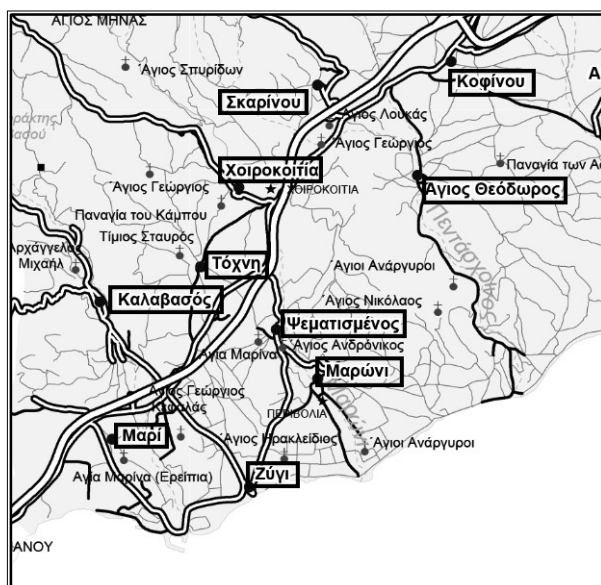 ΑΓΙΟΣ ΜΗΝΑΣ
Άγιος Σπυρίδων
Κοφίνου
Σκαρίνου
Άγιος Λουκάς
Άγιος Γεώργιος
Παναγία των
Χοιροκοιτία
ΧΟΙΡΟΚΟΙΤΙΑ
Άγιος Γεώργιος
Άγιος Θεόδωρος
Παναγία του Κάμπου
Πεντάσχοινος
Τίμιος Σταυρός
Μιχαήλ
Τόχνη
Άγιοι Ανάργυροι
Καλαβασός
Άγιος Νικόλαος
Ψεματισμένος
Αγία Μαρίνα
Άγιος Ανδρόνικος
Μαρώνι
Άγιος Γεώργιος
ΠΕΡΙΒΟΛΙΑ
Μαρί
Άγιος Ηρακλείδιος
Άγιοι Ανάργυροι
Αγία Μαρίνα (Ερείπια)
Ζύγι
ΑΝΟΥ